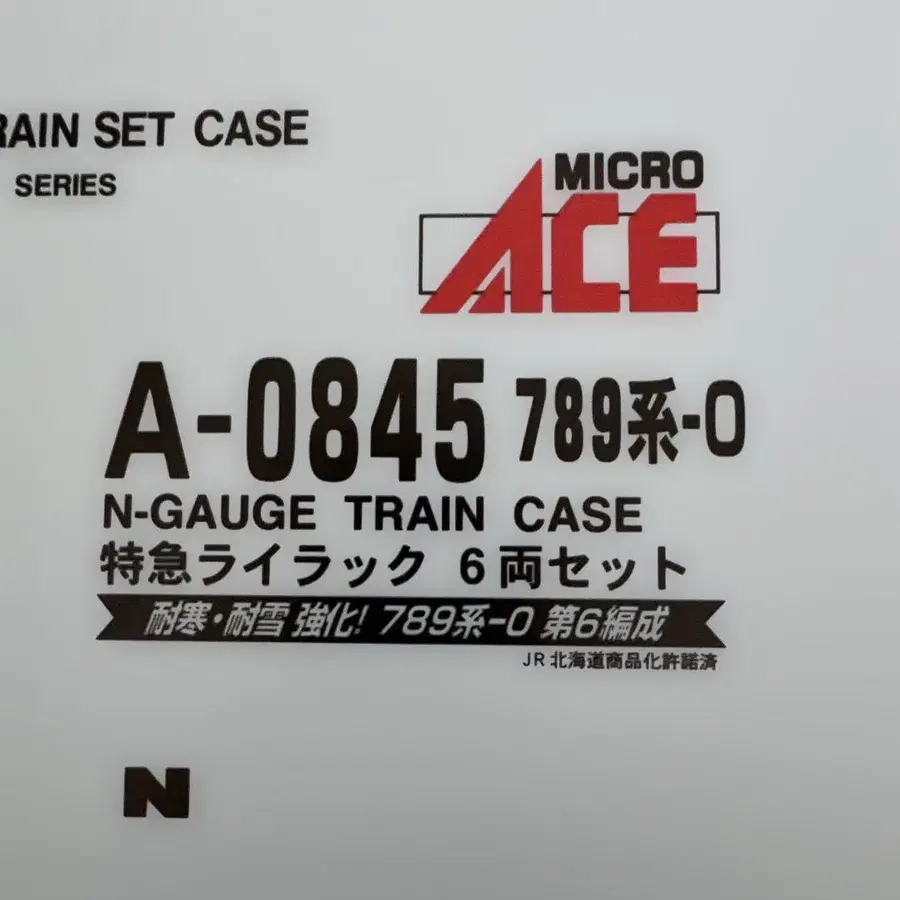 RAIN SET CASE
SERIES
MICRO
ACE
A-0845 789系-0
N-GAUGE TRAIN CASE
特急ライラック 6両セット
耐寒・耐雪 強化! 789系-0 第6編成
JR北海道商品化許諾済
N